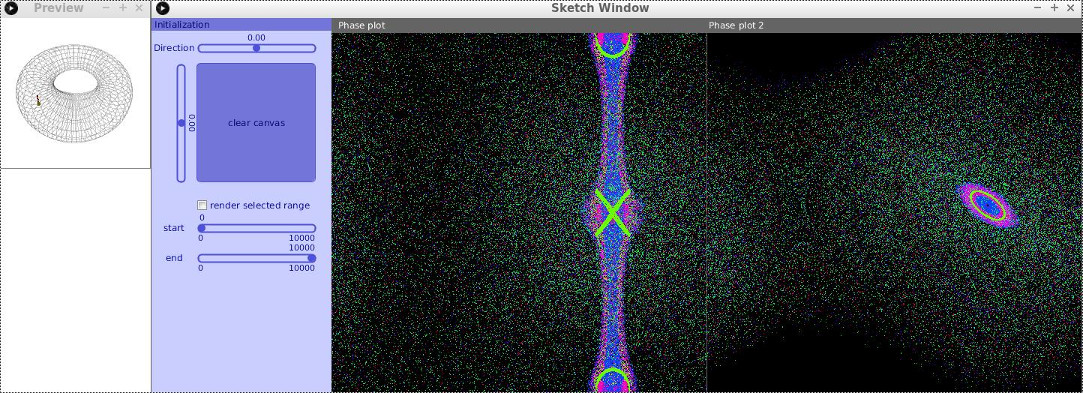 Preview
Sketch Window
Initialization
Phase plot
Phase plot 2
0.00
Direction
0.00
clear canvas
render selected range
0
start
0 10000
10000
end
0 10000